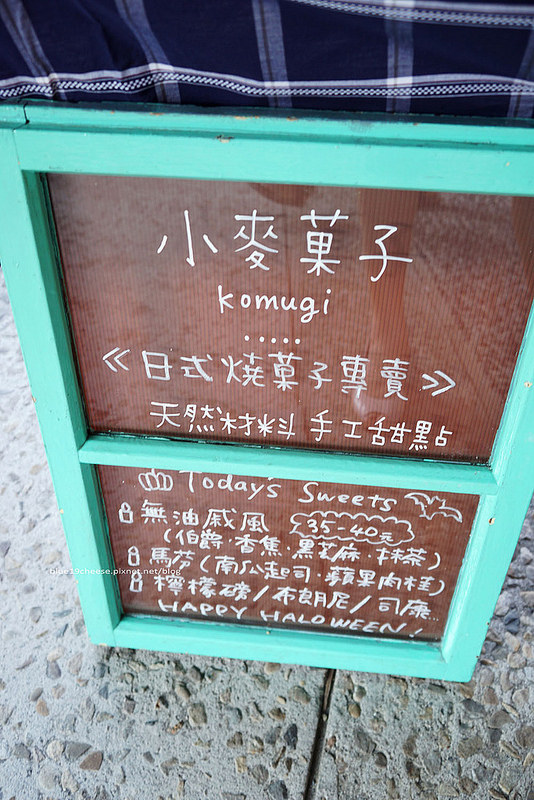 小麥菓子
komugi
.....
《日式燒菓子專賣》
天然材料 手工甜點
Today's Sweets
無油戚風 35-40元
(伯爵·香蕉·黑芝麻·抹茶)
馬芬(南瓜起司·蘋果肉桂)
檸檬磅/布朗尼/司康
HAPPY HALOWEEN!
blue13cheese.pixnet.net/blog